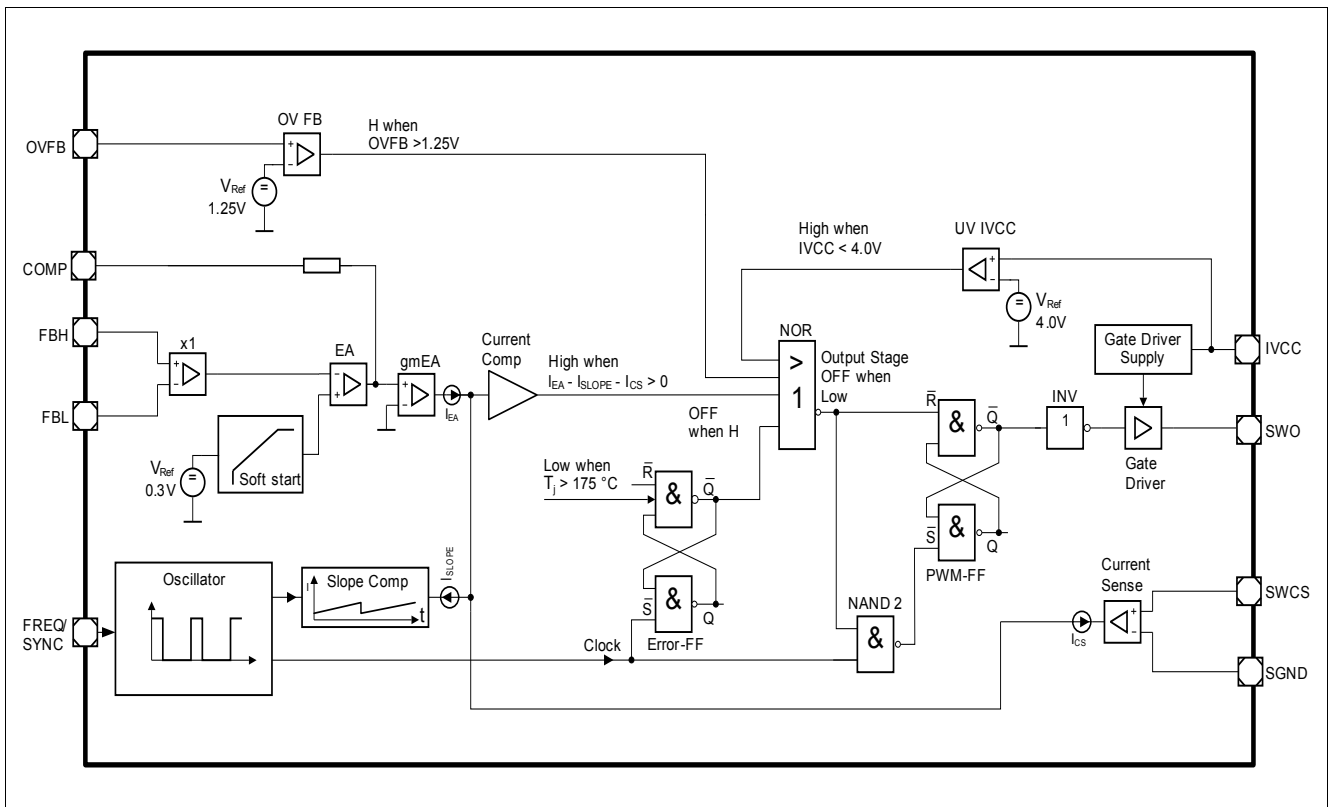 OV FB
H when
OVFB >1.25V
OVFB
+
−
VRef
1.25V
=
High when
IVCC < 4.0V
UV IVCC
+
−
=
VRef
4.0V
COMP
FBH
x1
+
−
FBL
EA
−
+
gmEA
+
−
IEA
Current
Comp
High when
IEA - ISLOPE - ICS > 0
NOR
>
1
Output Stage
OFF when
Low
OFF
when H
Gate Driver
Supply
IVCC
VRef
0.3V
=
Soft start
Low when
Tj > 175 °C
R
&
Q
S
&
Q
Error-FF
R
&
Q
S
&
Q
PWM-FF
INV
1
Gate
Driver
SWO
Oscillator
I
Slope Comp
t
ISLOPE
FREQ/
SYNC
Clock
NAND 2
&
Current
Sense
+
−
ICS
SWCS
SGND